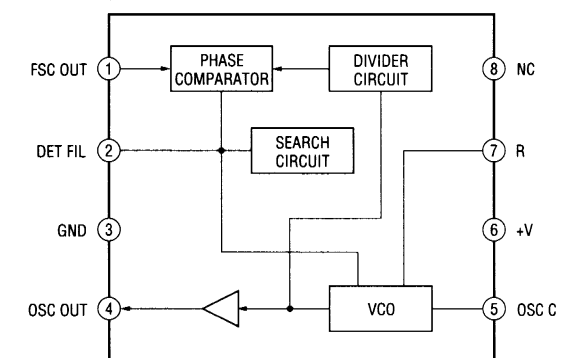 FSC OUT 1 PHASE COMPARATOR DIVIDER CIRCUIT 8 NC
DET FIL 2 SEARCH CIRCUIT 7 R
GND 3 6 +V
OSC OUT 4 VCO 5 OSC C